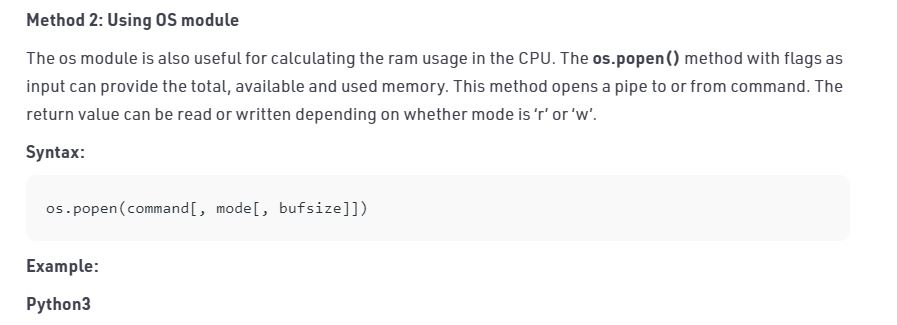 Method 2: Using OS module
The os module is also useful for calculating the ram usage in the CPU. The os.popen() method with flags as
input can provide the total, available and used memory. This method opens a pipe to or from command. The
return value can be read or written depending on whether mode is ‘r’ or ‘w’.
Syntax:
os.popen(command[, mode[, bufsize]])
Example:
Python3